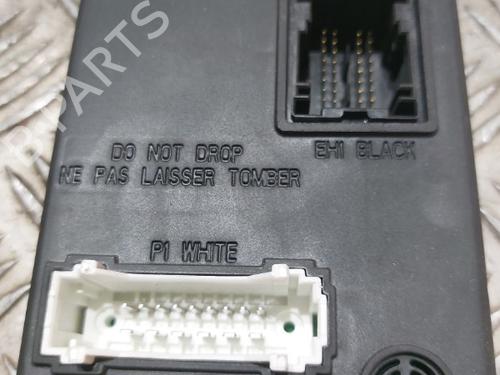 DO NOT DROP
EH1 BLACK
NE PAS LAISSER TOMBER
P1 WHITE